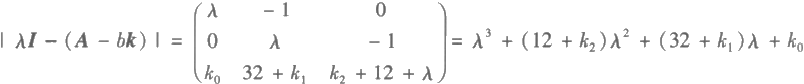 | λI − (A − bk) | = ( λ − 1 0 ; 0 λ − 1 ; k₀ 32 + k₁ k₂ + 12 + λ ) = λ³ + (12 + k₂)λ² + (32 + k₁)λ + k₀